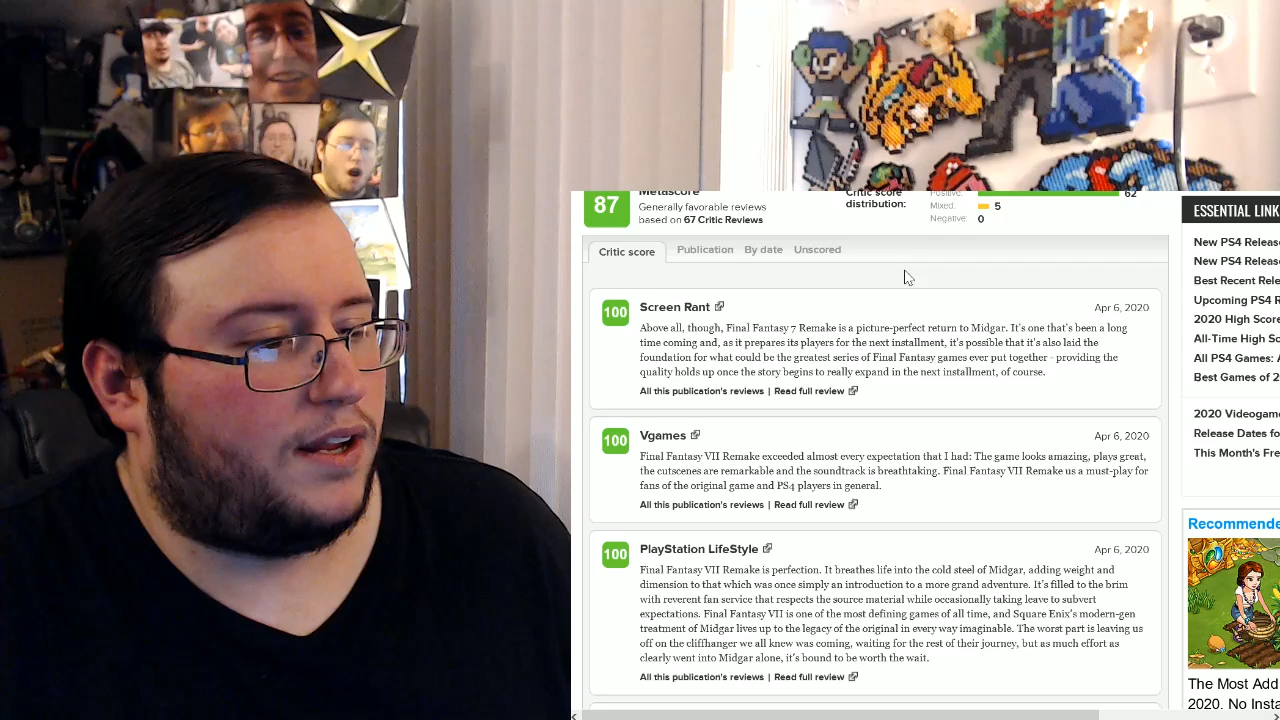 87
Metascore
Generally favorable reviews
based on 67 Critic Reviews
Critic score
distribution:
Positive: 62
Mixed: 5
Negative: 0
Critic score Publication By date Unscored
100 Screen Rant Apr 6, 2020
Above all, though, Final Fantasy 7 Remake is a picture-perfect return to Midgar. It's one that's been a long
time coming and, as it prepares its players for the next installment, it's possible that it's also laid the
foundation for what could be the greatest series of Final Fantasy games ever put together - providing the
quality holds up once the story begins to really expand in the next installment, of course.
All this publication's reviews | Read full review
100 Vgames Apr 6, 2020
Final Fantasy VII Remake exceeded almost every expectation that I had: The game looks amazing, plays great,
the cutscenes are remarkable and the soundtrack is breathtaking. Final Fantasy VII Remake us a must-play for
fans of the original game and PS4 players in general.
All this publication's reviews | Read full review
100 PlayStation LifeStyle Apr 6, 2020
Final Fantasy VII Remake is perfection. It breathes life into the cold steel of Midgar, adding weight and
dimension to that which was once simply an introduction to a more grand adventure. It's filled to the brim
with reverent fan service that respects the source material while occasionally taking leave to subvert
expectations. Final Fantasy VII is one of the most defining games of all time, and Square Enix's modern-gen
treatment of Midgar lives up to the legacy of the original in every way imaginable. The worst part is leaving us
off on the cliffhanger we all knew was coming, waiting for the rest of their journey, but as much effort as
clearly went into Midgar alone, it's bound to be worth the wait.
All this publication's reviews | Read full review
ESSENTIAL LINK
New PS4 Releas
New PS4 Releas
Best Recent Rele
Upcoming PS4 R
2020 High Score
All-Time High Sc
All PS4 Games: A
Best Games of 2
2020 Videogam
Release Dates fo
This Month's Fre
Recommende
The Most Add
2020. No Insta